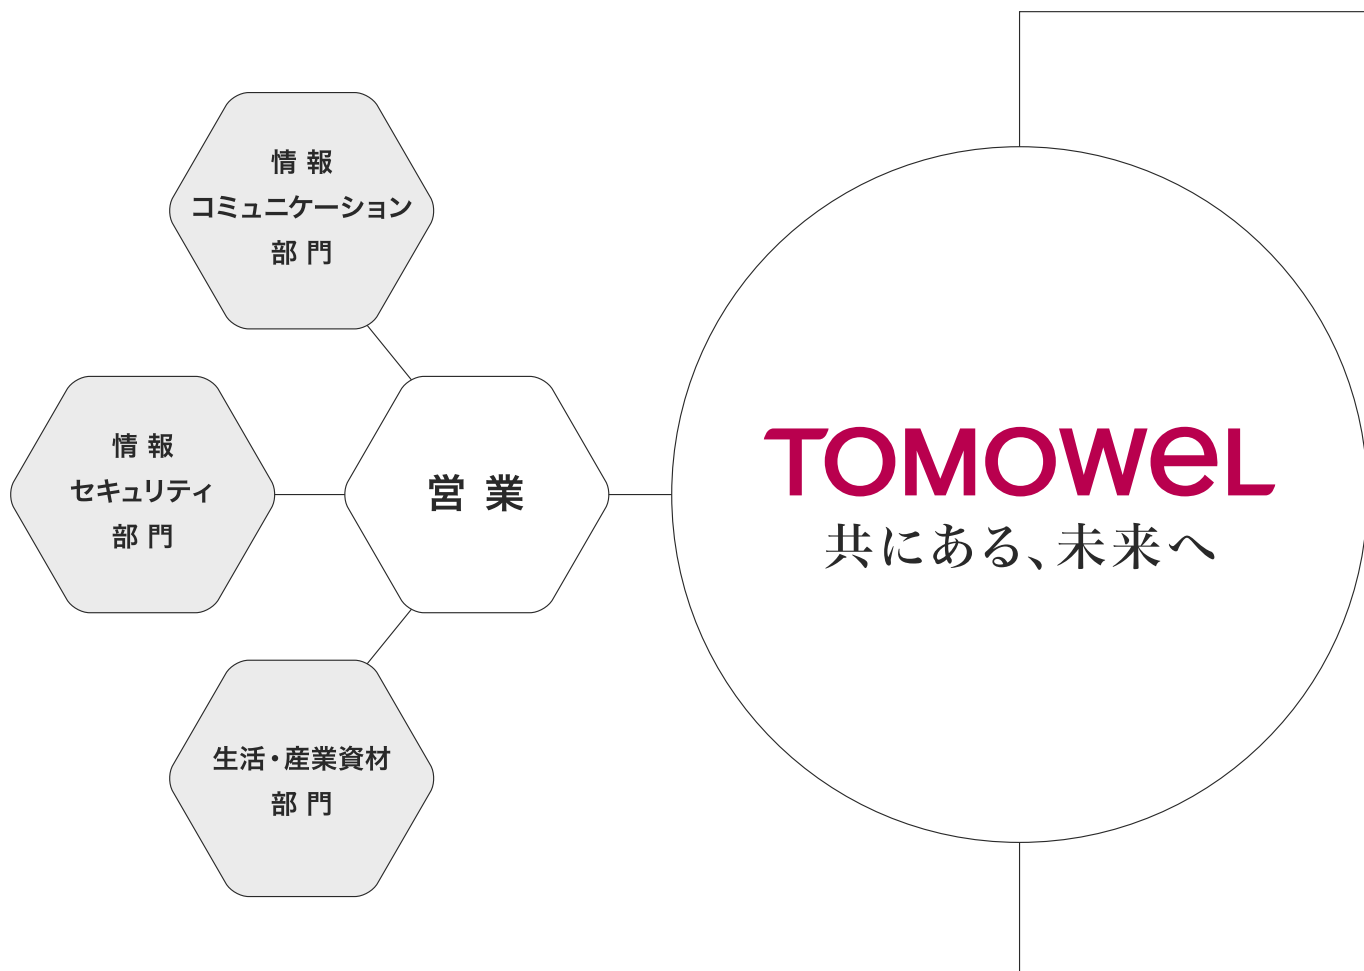 情報
コミュニケーション
部門
情報
セキュリティ
部門
営業
生活・産業資材
部門
TOMOWEL
共にある、未来へ